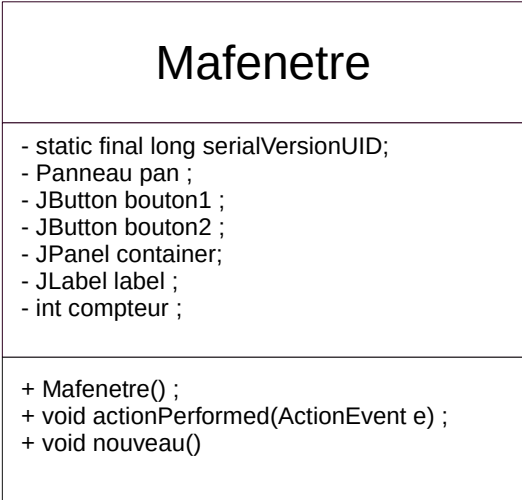 Mafenetre
- static final long serialVersionUID;
- Panneau pan ;
- JButton bouton1 ;
- JButton bouton2 ;
- JPanel container;
- JLabel label ;
- int compteur ;
+ Mafenetre() ;
+ void actionPerformed(ActionEvent e) ;
+ void nouveau()